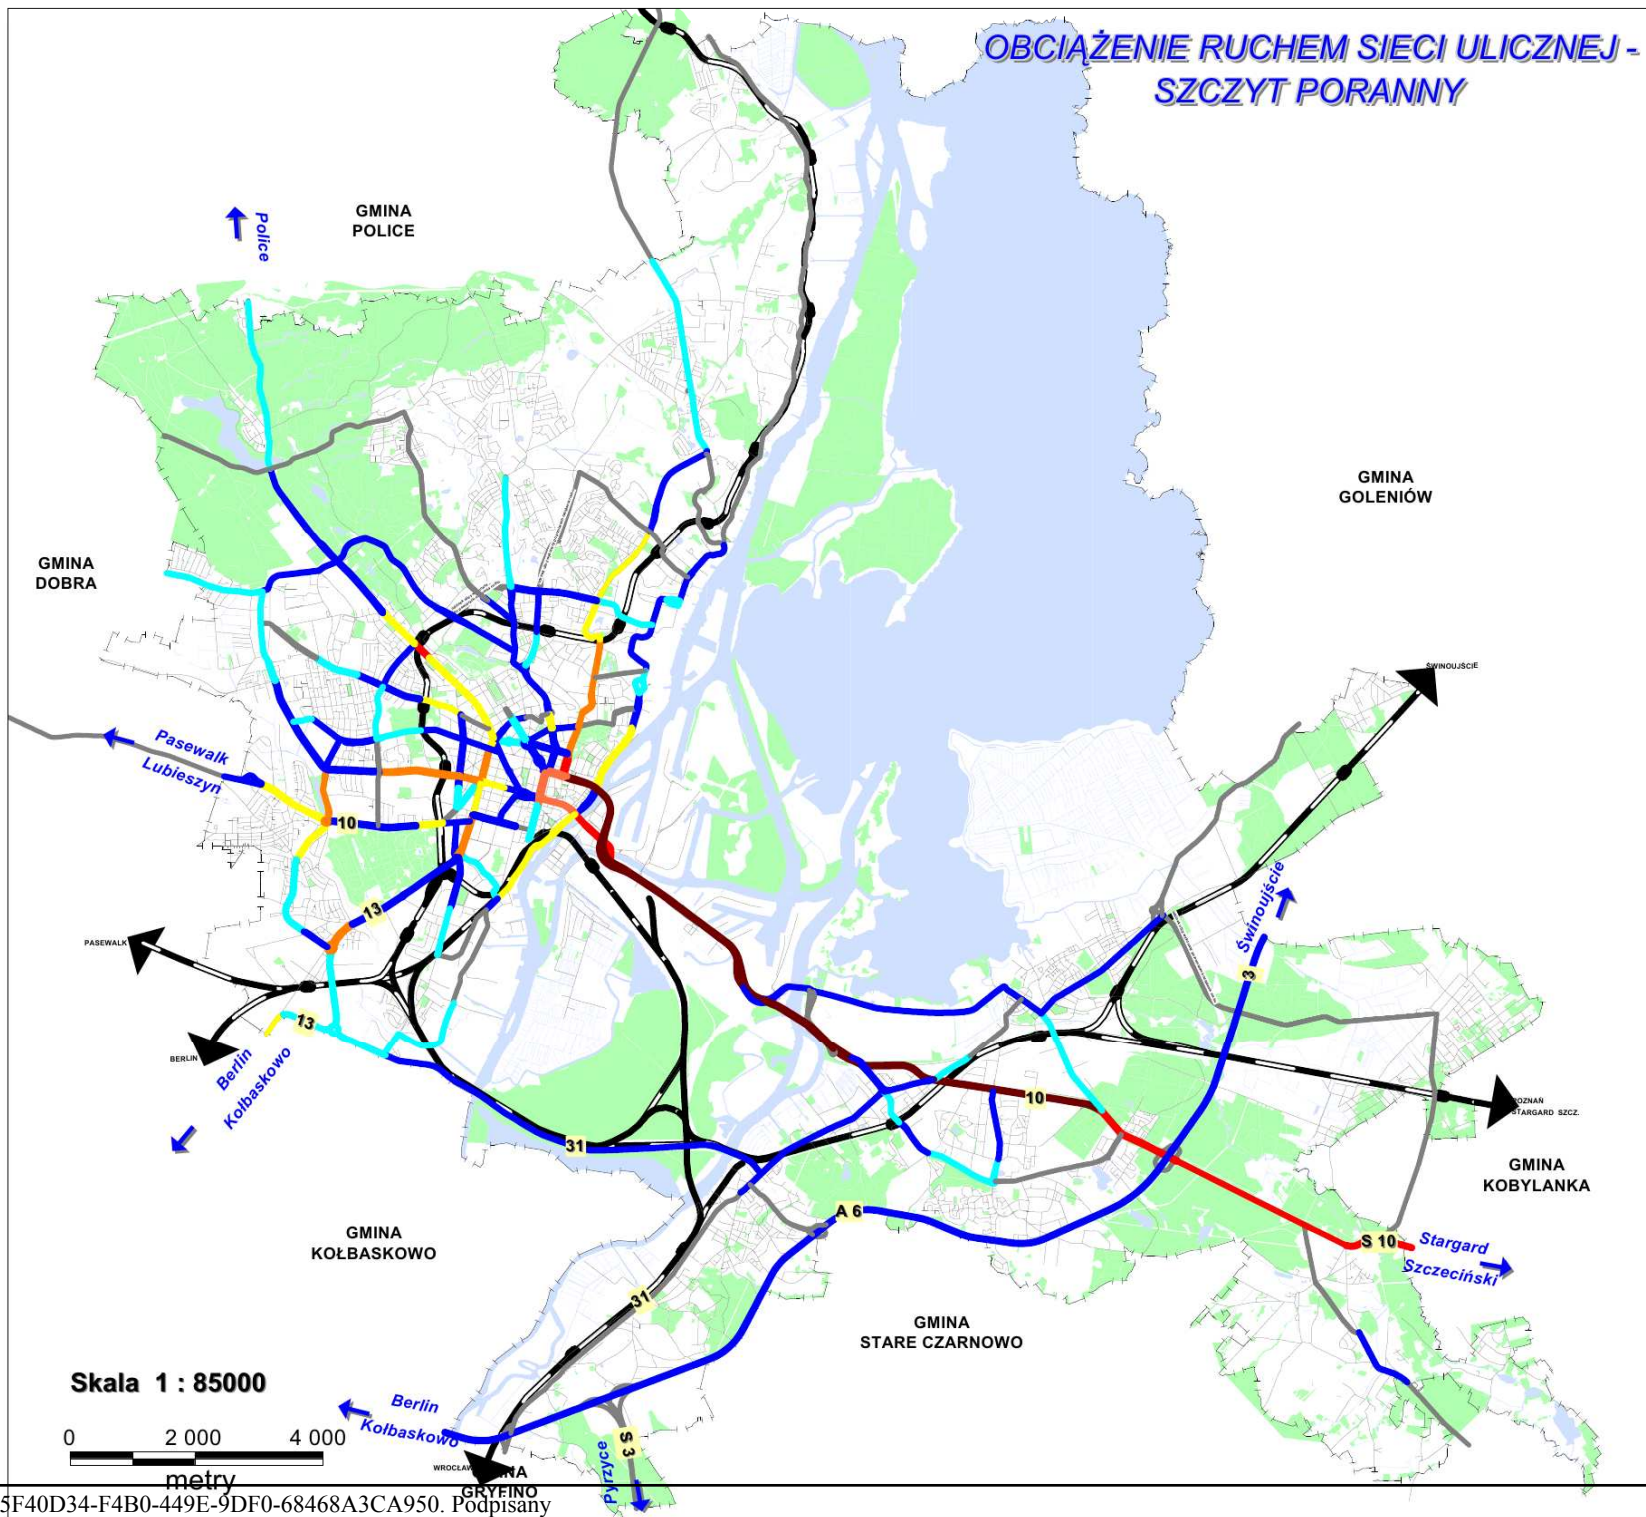 OBCIĄŻENIE RUCHEM SIECI ULICZNEJ -
SZCZYT PORANNY
GMINA
POLICE
Police
GMINA
GOLENIÓW
GMINA
DOBRA
ŚWINOUJŚCIE
Pasewalk
Lubieszyn
10
13
PASEWALK
Świnoujście
3
13
BERLIN
Berlin
Kołbaskowo
10
POZNAŃ
STARGARD SZCZ.
31
GMINA
KOBYLANKA
A 6
GMINA
KOŁBASKOWO
S 10
Stargard
Szczeciński
31
GMINA
STARE CZARNOWO
Skala 1 : 85000
Berlin
Kołbaskowo
0 2 000 4 000
metry
S 3
Pyrzyce
WROCŁAW
GMINA
GRYFINO
5F40D34-F4B0-449E-9DF0-68468A3CA950. Podpisany